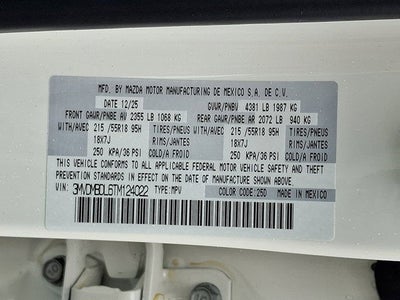 MFD. BY MAZDA MOTOR MANUFACTURING DE MEXICO S.A. DE C.V.
DATE 12/25 GVWR/PNBV 4381 LB 1987 KG
FRONT GAWR/PNBE AV 2355 LB 1068 KG REAR GAWR/PNBE AR 2072 LB 940 KG
WITH/AVEC 215/55R18 95H TIRES/PNEUS WITH/AVEC 215/55R18 95H TIRES/PNEUS
18X7J RIMS/JANTES 18X7J RIMS/JANTES
250 KPA/36 PSI COLD/FROID 250 KPA/36 PSI COLD/FROID
THIS VEHICLE CONFORMS TO ALL APPLICABLE FEDERAL MOTOR VEHICLE SAFETY, BUMPER, AND THEFT
PREVENTION STANDARDS IN EFFECT ON THE DATE OF MANUFACTURE SHOWN ABOVE.
VIN: 3MVDMBDL6TM124022 TYPE: MPV COLOR CODE: 25D MADE IN MEXICO